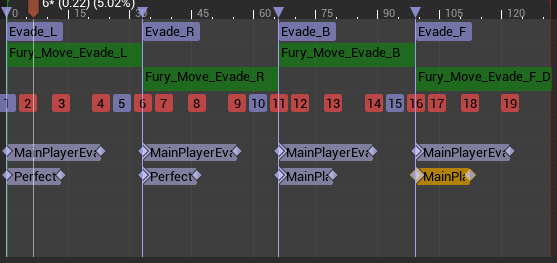 6* (0.22) (5.02%)
0 15 30 45 60 75 90 105 120
Evade_L Evade_R Evade_B Evade_F
Fury_Move_Evade_L Fury_Move_Evade_B
Fury_Move_Evade_R Fury_Move_Evade_F_D
1 2 3 4 5 6 7 8 9 10 11 12 13 14 15 16 17 18 19
MainPlayerEva MainPlayerEva MainPlayerEva MainPlayerEva
Perfect Perfect MainPla MainPla